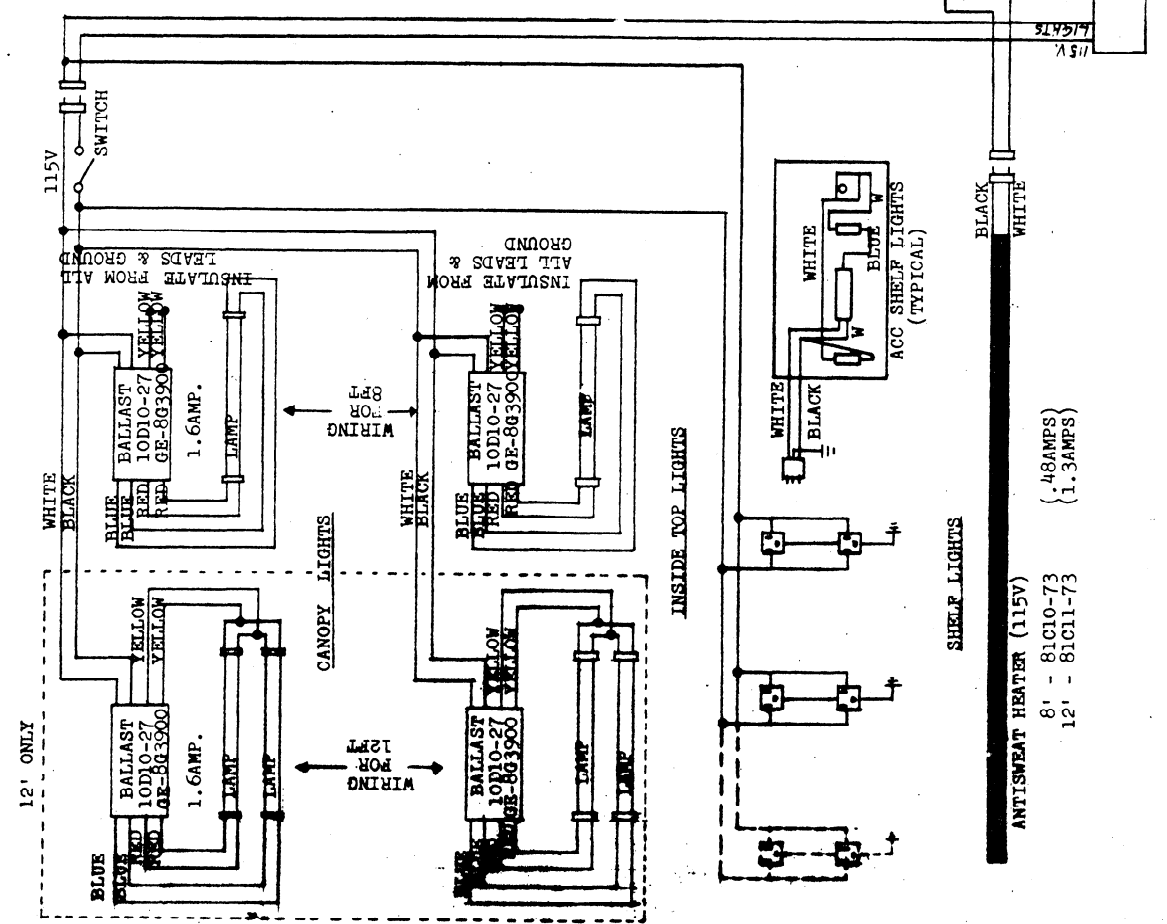 115V.
LIGHTS
115V
SWITCH
INSULATE FROM ALL
LEADS & GROUND
INSULATE FROM
ALL LEADS &
GROUND
YELLOW
YELLOW
BALLAST
10D10-27
GE-8G3900
1.6AMP.
LAMP
WHITE
BLACK
BLUE
BLUE
RED
RED
WIRING
FOR
8FT
YELLOW
YELLOW
BALLAST
10D10-27
GE-8G3900
LAMP
WHITE
BLACK
BLUE
BLUE
RED
RED
CANOPY LIGHTS
INSIDE TOP LIGHTS
12' ONLY
YELLOW
YELLOW
BALLAST
10D10-27
GE-8G3900
1.6AMP.
LAMP
LAMP
BLUE
BLUE
RED
RED
WIRING
FOR
12FT
YELLOW
YELLOW
BALLAST
10D10-27
GE-8G3900
LAMP
LAMP
BLUE
WHITE
BLUE
W
W
ACC SHELF LIGHTS
(TYPICAL)
WHITE
BLACK
SHELF LIGHTS
BLACK
WHITE
ANTISWEAT HEATER (115V)
8' - 81C10-73 (.48AMPS)
12' - 81C11-73 (1.3AMPS)